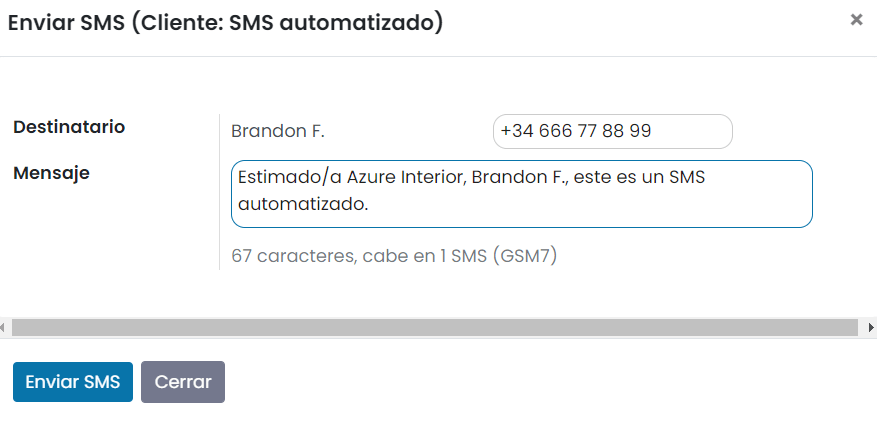 Enviar SMS (Cliente: SMS automatizado)
×
Destinatario
Brandon F.
+34 666 77 88 99
Mensaje
Estimado/a Azure Interior, Brandon F., este es un SMS
automatizado.
67 caracteres, cabe en 1 SMS (GSM7)
Enviar SMS
Cerrar